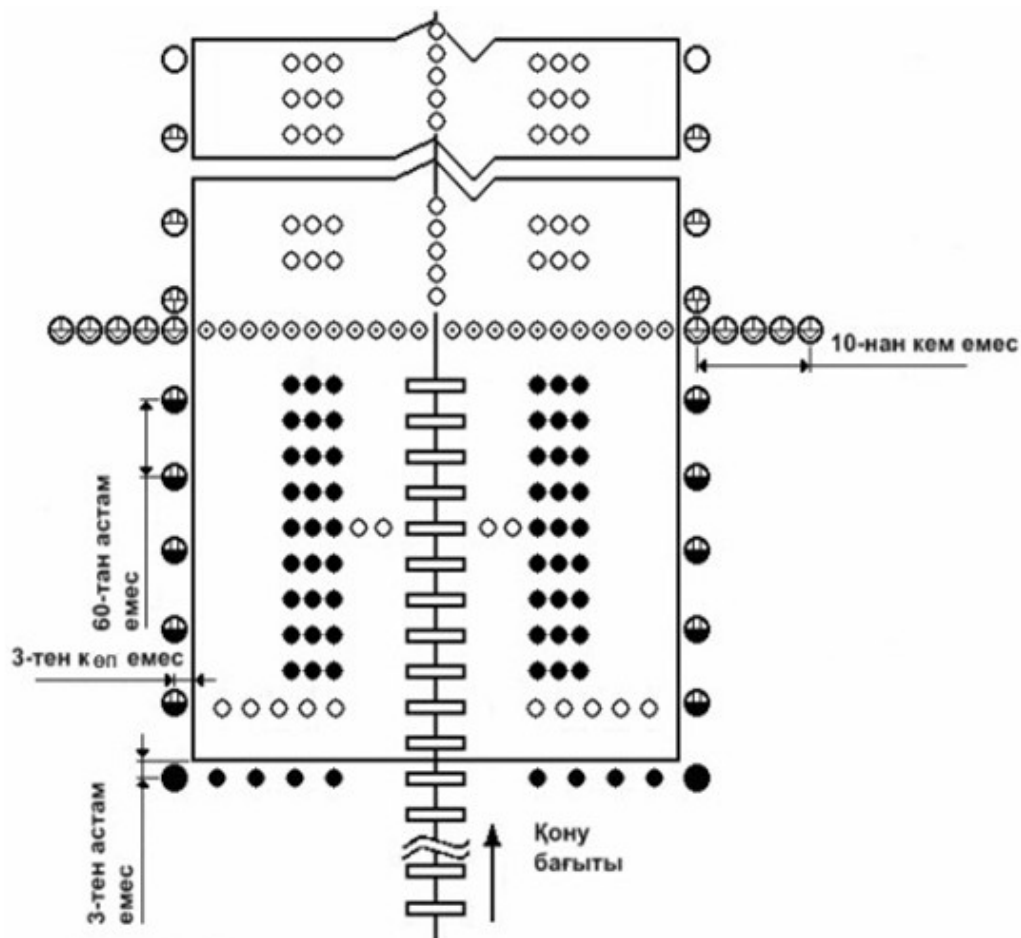 10-нан кем емес
60-тан астам
емес
3-тен көп емес
3-тен астам
емес
Қону
бағыты